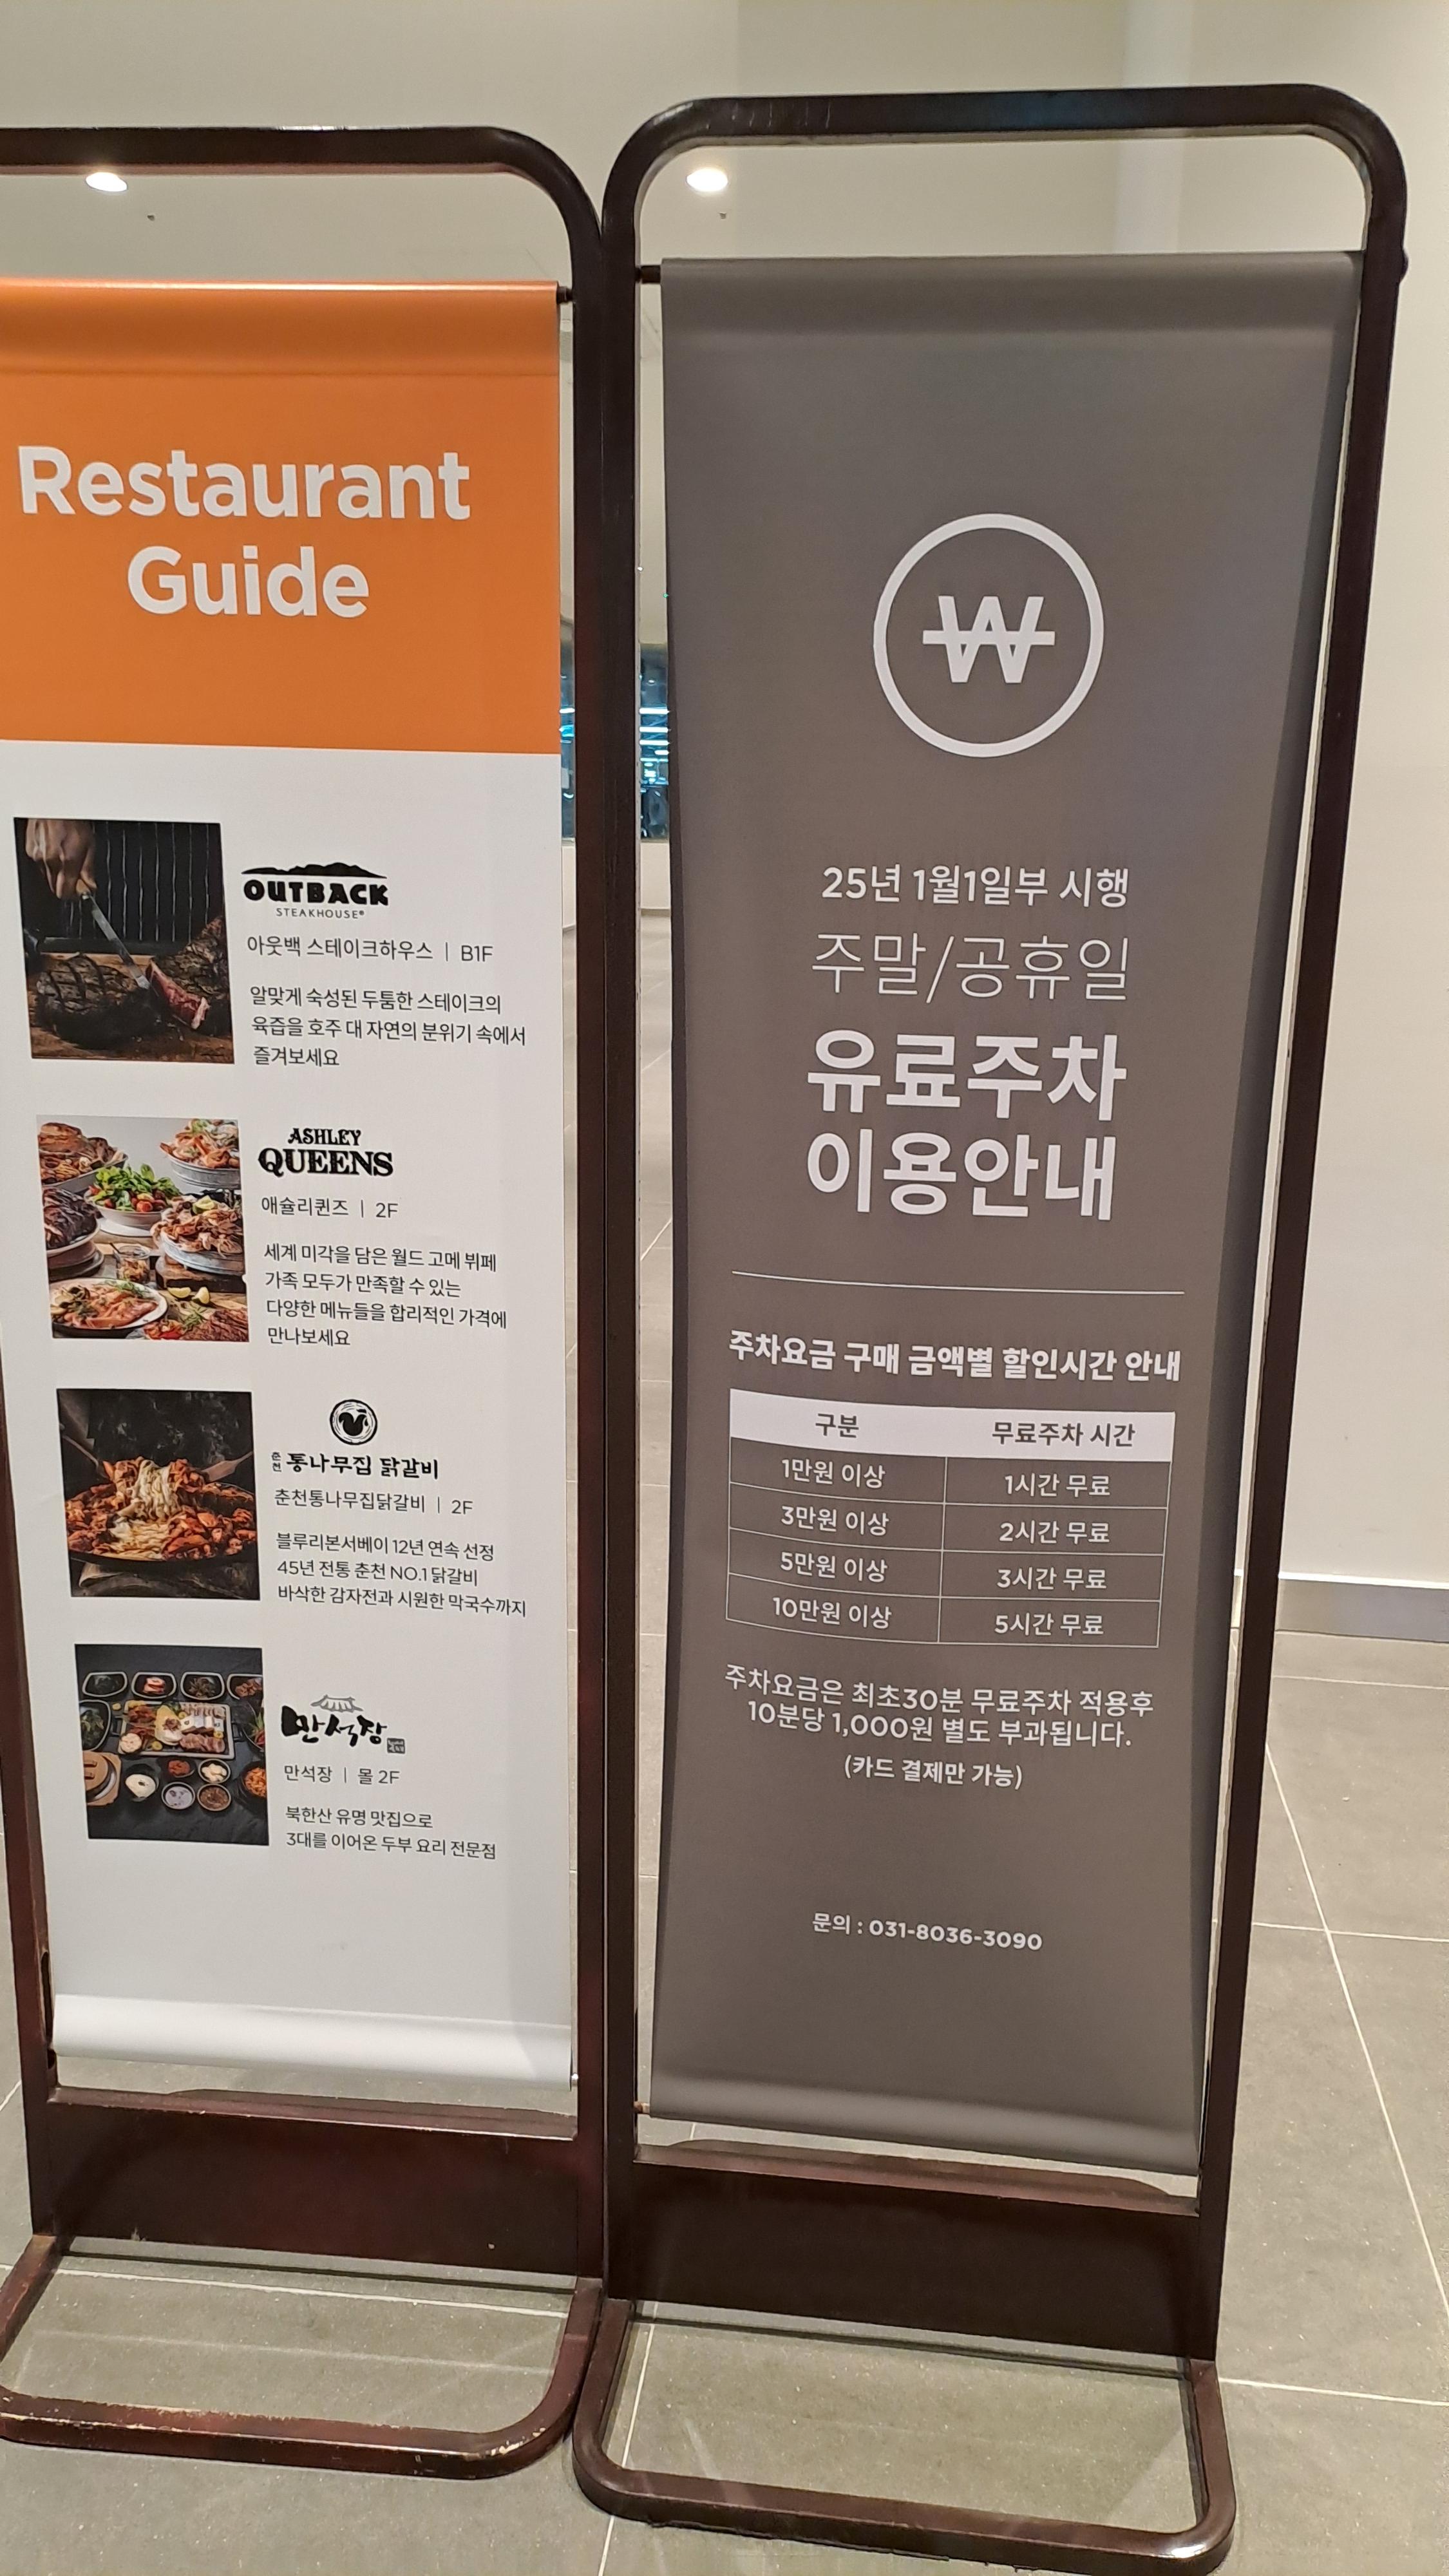 Restaurant
Guide
OUTBACK
STEAKHOUSE®
아웃백 스테이크하우스 | B1F
알맞게 숙성된 두툼한 스테이크의
육즙을 호주 대 자연의 분위기 속에서
즐겨보세요
ASHLEY
QUEENS
애슐리퀸즈 | 2F
세계 미각을 담은 월드 고메 뷔페
가족 모두가 만족할 수 있는
다양한 메뉴들을 합리적인 가격에
만나보세요
춘천 통나무집 닭갈비
춘천통나무집닭갈비 | 2F
블루리본서베이 12년 연속 선정
45년 전통 춘천 NO.1 닭갈비
바삭한 감자전과 시원한 막국수까지
만석장
만석장 | 몰 2F
북한산 유명 맛집으로
3대를 이어온 두부 요리 전문점
₩
25년 1월1일부 시행
주말/공휴일
유료주차
이용안내
주차요금 구매 금액별 할인시간 안내
구분 무료주차 시간
1만원 이상 1시간 무료
3만원 이상 2시간 무료
5만원 이상 3시간 무료
10만원 이상 5시간 무료
주차요금은 최초30분 무료주차 적용후
10분당 1,000원 별도 부과됩니다.
(카드 결제만 가능)
문의 : 031-8036-3090